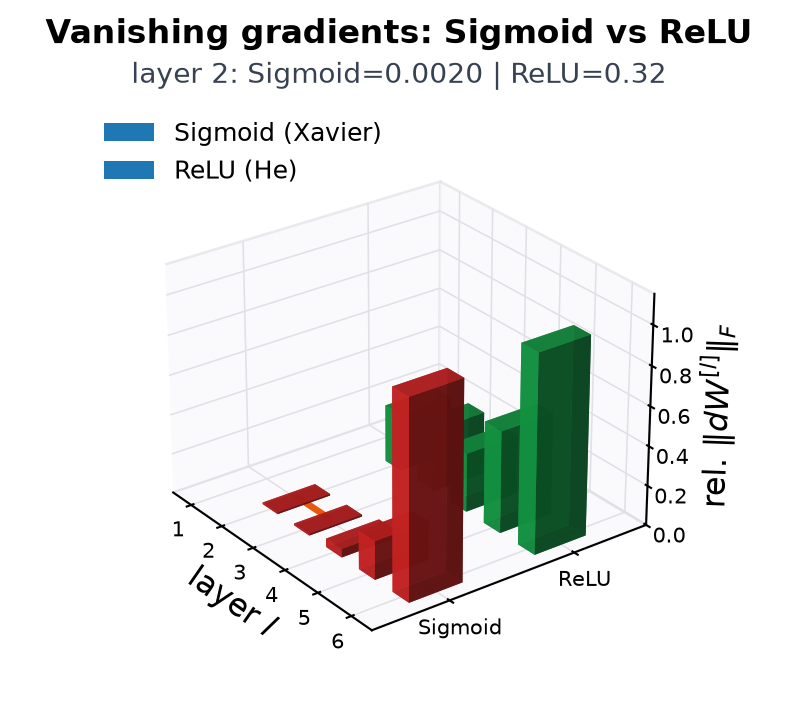 Vanishing gradients: Sigmoid vs ReLU
layer 2: Sigmoid=0.0020 | ReLU=0.32
Sigmoid (Xavier)
ReLU (He)
1.0
0.8
0.6
0.4
0.2
0.0
rel. ‖dW^[l]‖_F
1
2
3
4
5
6
layer l
Sigmoid
ReLU